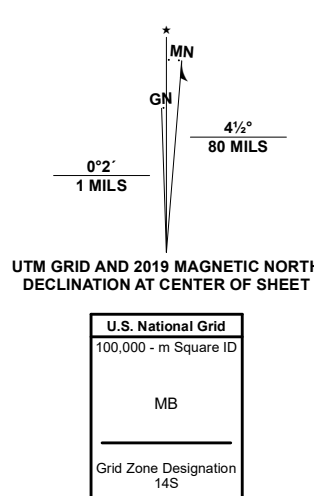 ★
MN
GN
4½°
80 MILS
0°2´
1 MILS
UTM GRID AND 2019 MAGNETIC NORTH
DECLINATION AT CENTER OF SHEET
U.S. National Grid
100,000 - m Square ID
MB
Grid Zone Designation
14S